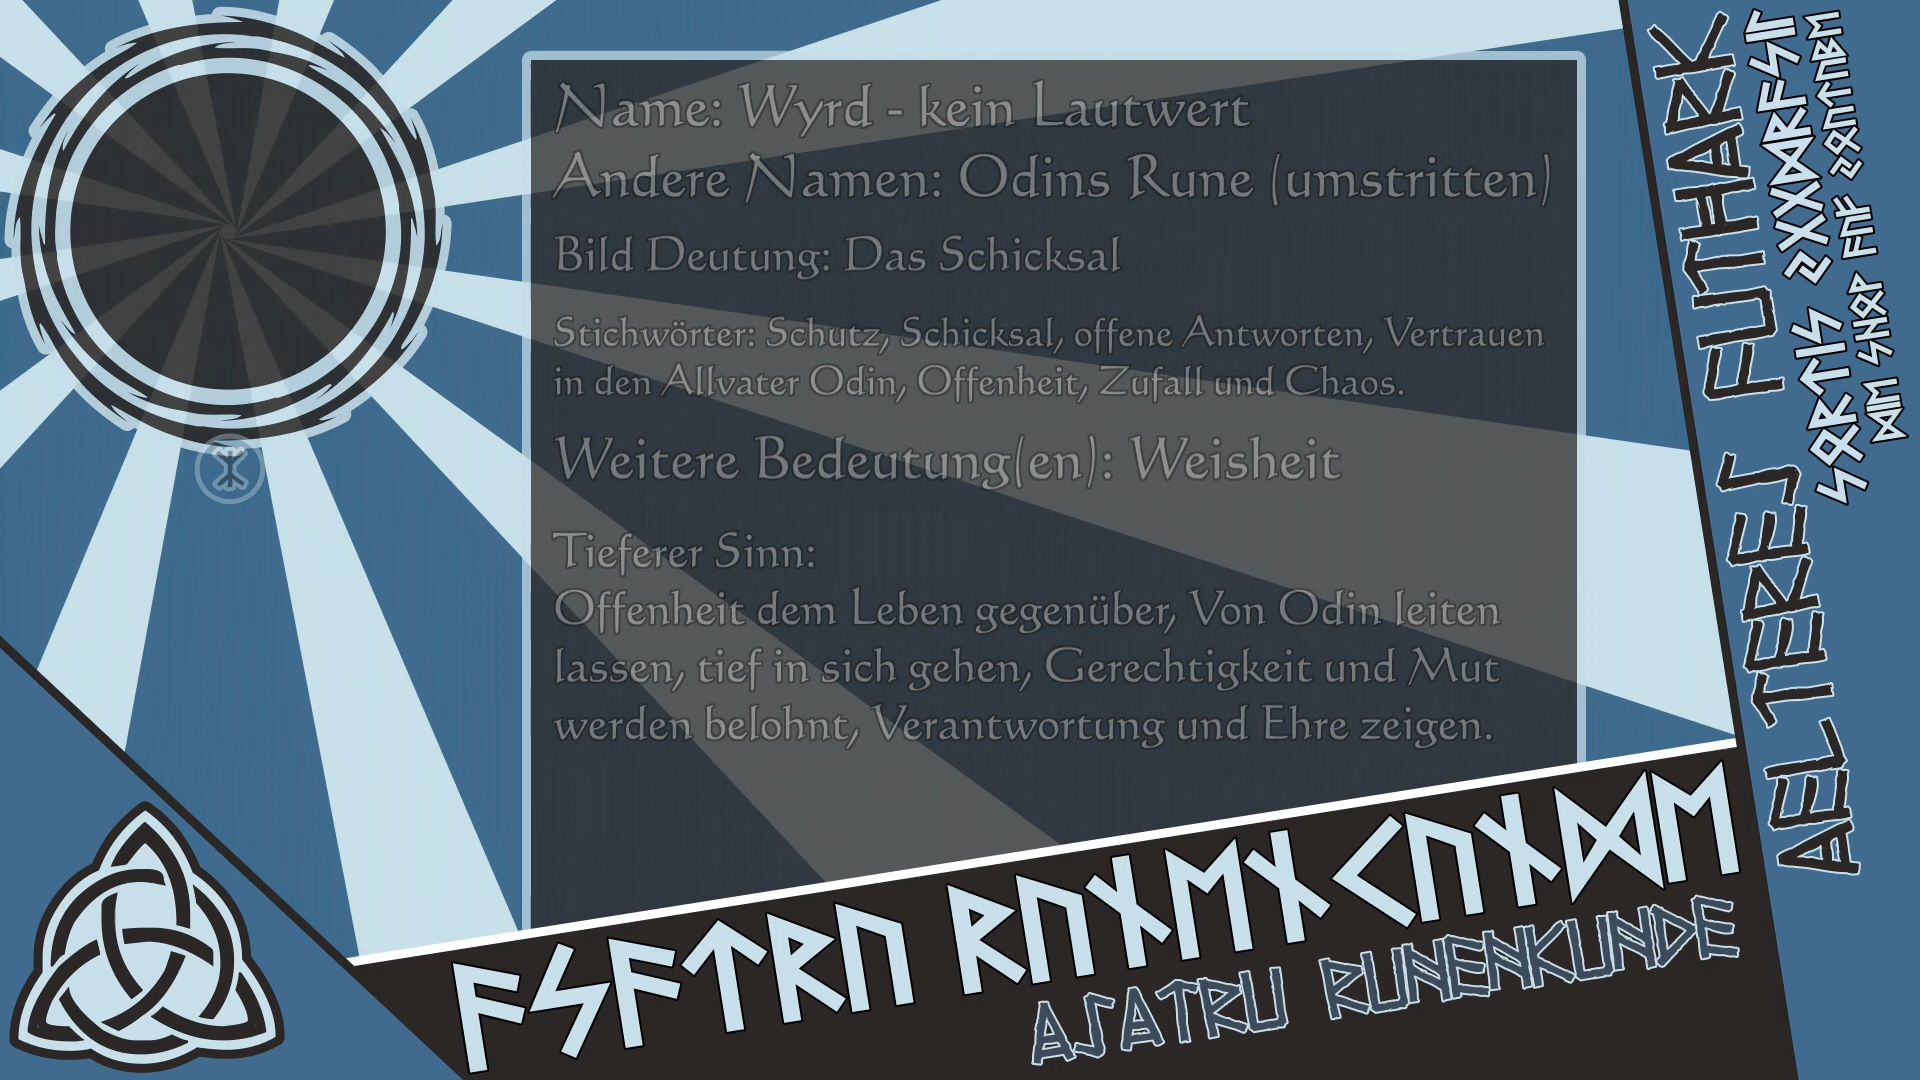 Name: Wyrd - kein Lautwert
Andere Namen: Odins Rune (umstritten)
Bild Deutung: Das Schicksal
Stichwörter: Schutz, Schicksal, offene Antworten, Vertrauen
in den Allvater Odin, Offenheit, Zufall und Chaos.
Weitere Bedeutung(en): Weisheit
Tieferer Sinn:
Offenheit dem Leben gegenüber, Von Odin leiten
lassen, tief in sich gehen, Gerechtigkeit und Mut
werden belohnt, Verantwortung und Ehre zeigen.
ᚨᛊᚨᛏᚱᚢ ᚱᚢᚾᛖᚾᚲᚢᚾᛞᛖ
ASATRU RUNENKUNDE
AELTERES FUTHARK